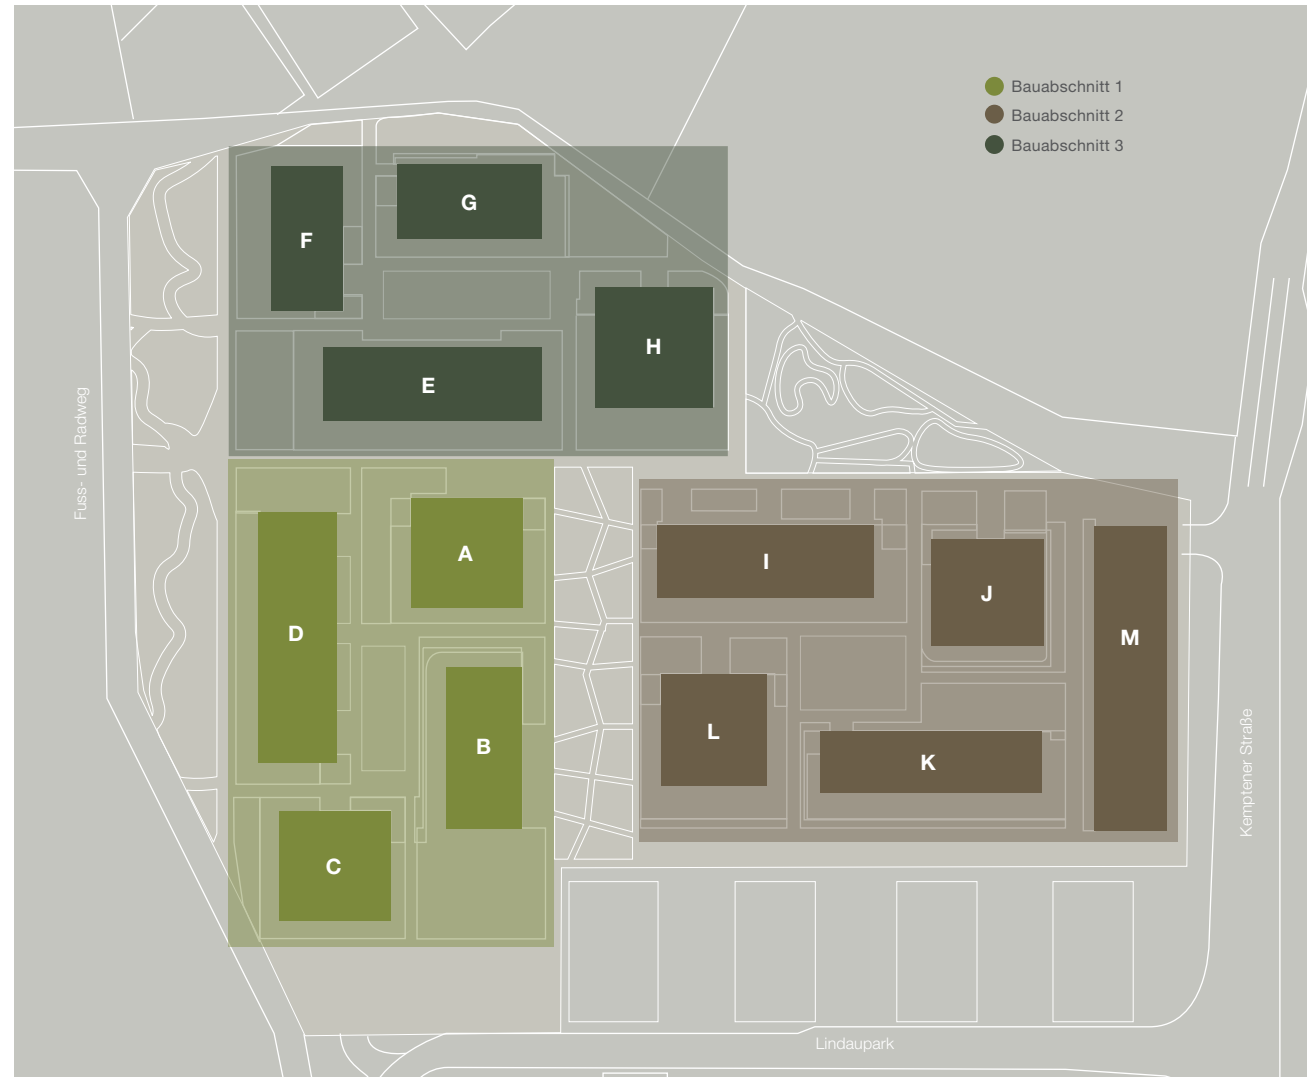 Bauabschnitt 1
Bauabschnitt 2
Bauabschnitt 3
G
F
H
E
Fuss- und Radweg
A
I
J
D
M
L
B
K
Kemptener Straße
C
Lindaupark